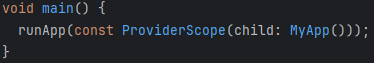 void main() {
  runApp(const ProviderScope(child: MyApp()));
}